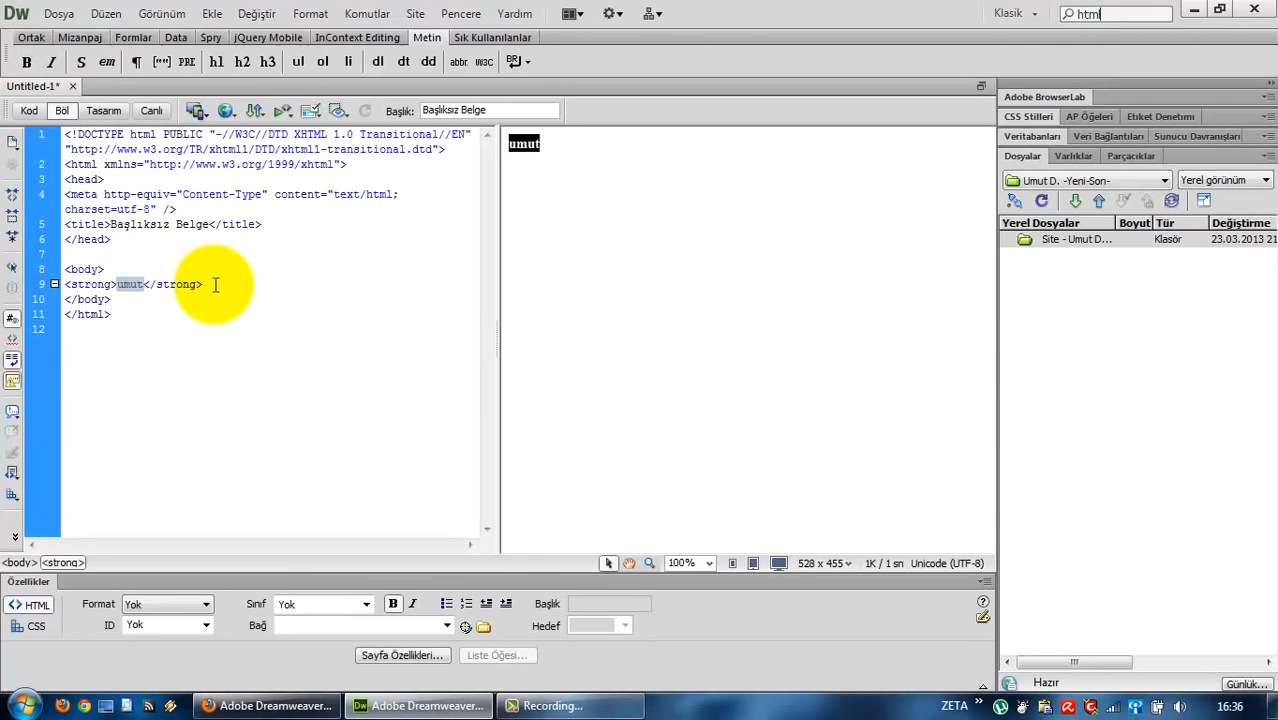 Dw Dosya Düzen Görünüm Ekle Değiştir Format Komutlar Site Pencere Yardım Klasik html
Ortak Mizanpaj Formlar Data Spry jQuery Mobile InContext Editing Metin Sık Kullanılanlar
B I S em ¶ [""] PRE h1 h2 h3 ul ol li dl dt dd abbr. W3C BR
Untitled-1*
Kod Böl Tasarım Canlı Başlık: Başlıksız Belge
1 <!DOCTYPE html PUBLIC "-//W3C//DTD XHTML 1.0 Transitional//EN"
"http://www.w3.org/TR/xhtml1/DTD/xhtml1-transitional.dtd">
2 <html xmlns="http://www.w3.org/1999/xhtml">
3 <head>
4 <meta http-equiv="Content-Type" content="text/html;
charset=utf-8" />
5 <title>Başlıksız Belge</title>
6 </head>
7
8 <body>
9 <strong>umut</strong>
10 </body>
11 </html>
12
umut
Adobe BrowserLab
CSS Stilleri AP Öğeleri Etiket Denetimi
Veritabanları Veri Bağlantıları Sunucu Davranışları
Dosyalar Varlıklar Parçacıklar
Umut D. -Yeni-Son- Yerel görünüm
Yerel Dosyalar Boyut Tür Değiştirme
Site - Umut D... Klasör 23.03.2013 21
<body> <strong> 100% 528 x 455 1K / 1 sn Unicode (UTF-8)
Özellikler
<> HTML Format Yok Sınıf Yok B I Başlık
CSS ID Yok Bağ Hedef
Sayfa Özellikleri... Liste Öğesi...
Hazır Günlük...
Adobe Dreamweaver... Dw Adobe Dreamweaver... Recording... ZETA » 16:36